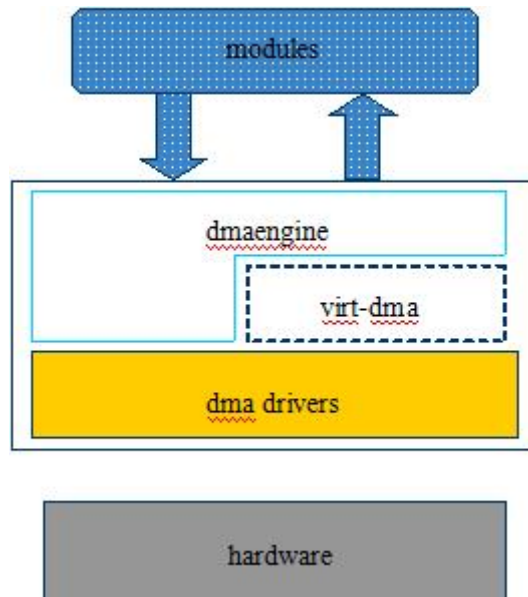 modules
dmaengine
virt-dma
dma drivers
hardware